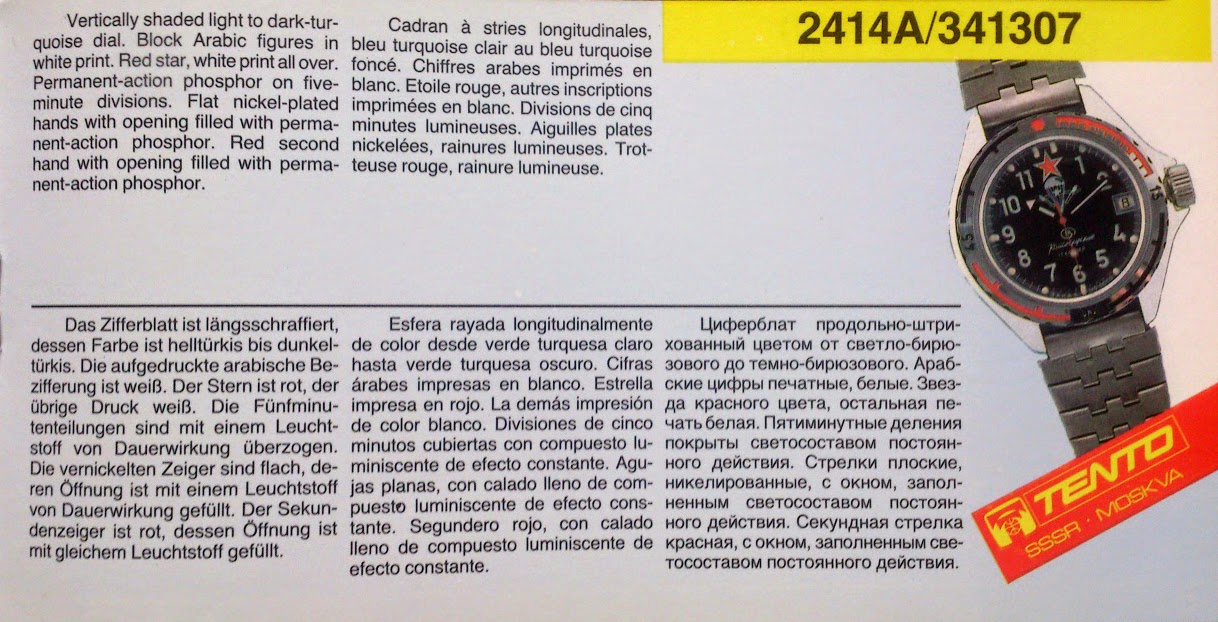 Vertically shaded light to dark-tur-
quoise dial. Block Arabic figures in
white print. Red star, white print all over.
Permanent-action phosphor on five-
minute divisions. Flat nickel-plated
hands with opening filled with perma-
nent-action phosphor. Red second
hand with opening filled with perma-
nent-action phosphor.
Cadran à stries longitudinales,
bleu turquoise clair au bleu turquoise
foncé. Chiffres arabes imprimés en
blanc. Etoile rouge, autres inscriptions
imprimées en blanc. Divisions de cinq
minutes lumineuses. Aiguilles plates
nickelées, rainures lumineuses. Trot-
teuse rouge, rainure lumineuse.
2414A/341307
Das Zifferblatt ist längsschraffiert,
dessen Farbe ist helltürkis bis dunkel-
türkis. Die aufgedruckte arabische Be-
zifferung ist weiß. Der Stern ist rot, der
übrige Druck weiß. Die Fünfminu-
tenteilungen sind mit einem Leucht-
stoff von Dauerwirkung überzogen.
Die vernickelten Zeiger sind flach, de-
ren Öffnung ist mit einem Leuchtstoff
von Dauerwirkung gefüllt. Der Sekun-
denzeiger ist rot, dessen Öffnung ist
mit gleichem Leuchtstoff gefüllt.
Esfera rayada longitudinalmente
de color desde verde turquesa claro
hasta verde turquesa oscuro. Cifras
árabes impresas en blanco. Estrella
impresa en rojo. La demás impresión
de color blanco. Divisiones de cinco
minutos cubiertas con compuesto lu-
miniscente de efecto constante. Agu-
jas planas, con calado lleno de com-
puesto luminiscente de efecto cons-
tante. Segundero rojo, con calado
lleno de compuesto luminiscente de
efecto constante.
Циферблат продольно-штри-
хованный цветом от светло-бирю-
зового до темно-бирюзового. Араб-
ские цифры печатные, белые. Звез-
да красного цвета, остальная пе-
чать белая. Пятиминутные деления
покрыты светосоставом постоян-
ного действия. Стрелки плоские,
никелированные, с окном, запол-
ненным светосоставом постоян-
ного действия. Секундная стрелка
красная, с окном, заполненным све-
тосоставом постоянного действия.
11
1
10
2
9
8
4
7
6
5
В
15
45
TENTO
SSSR · MOSKVA